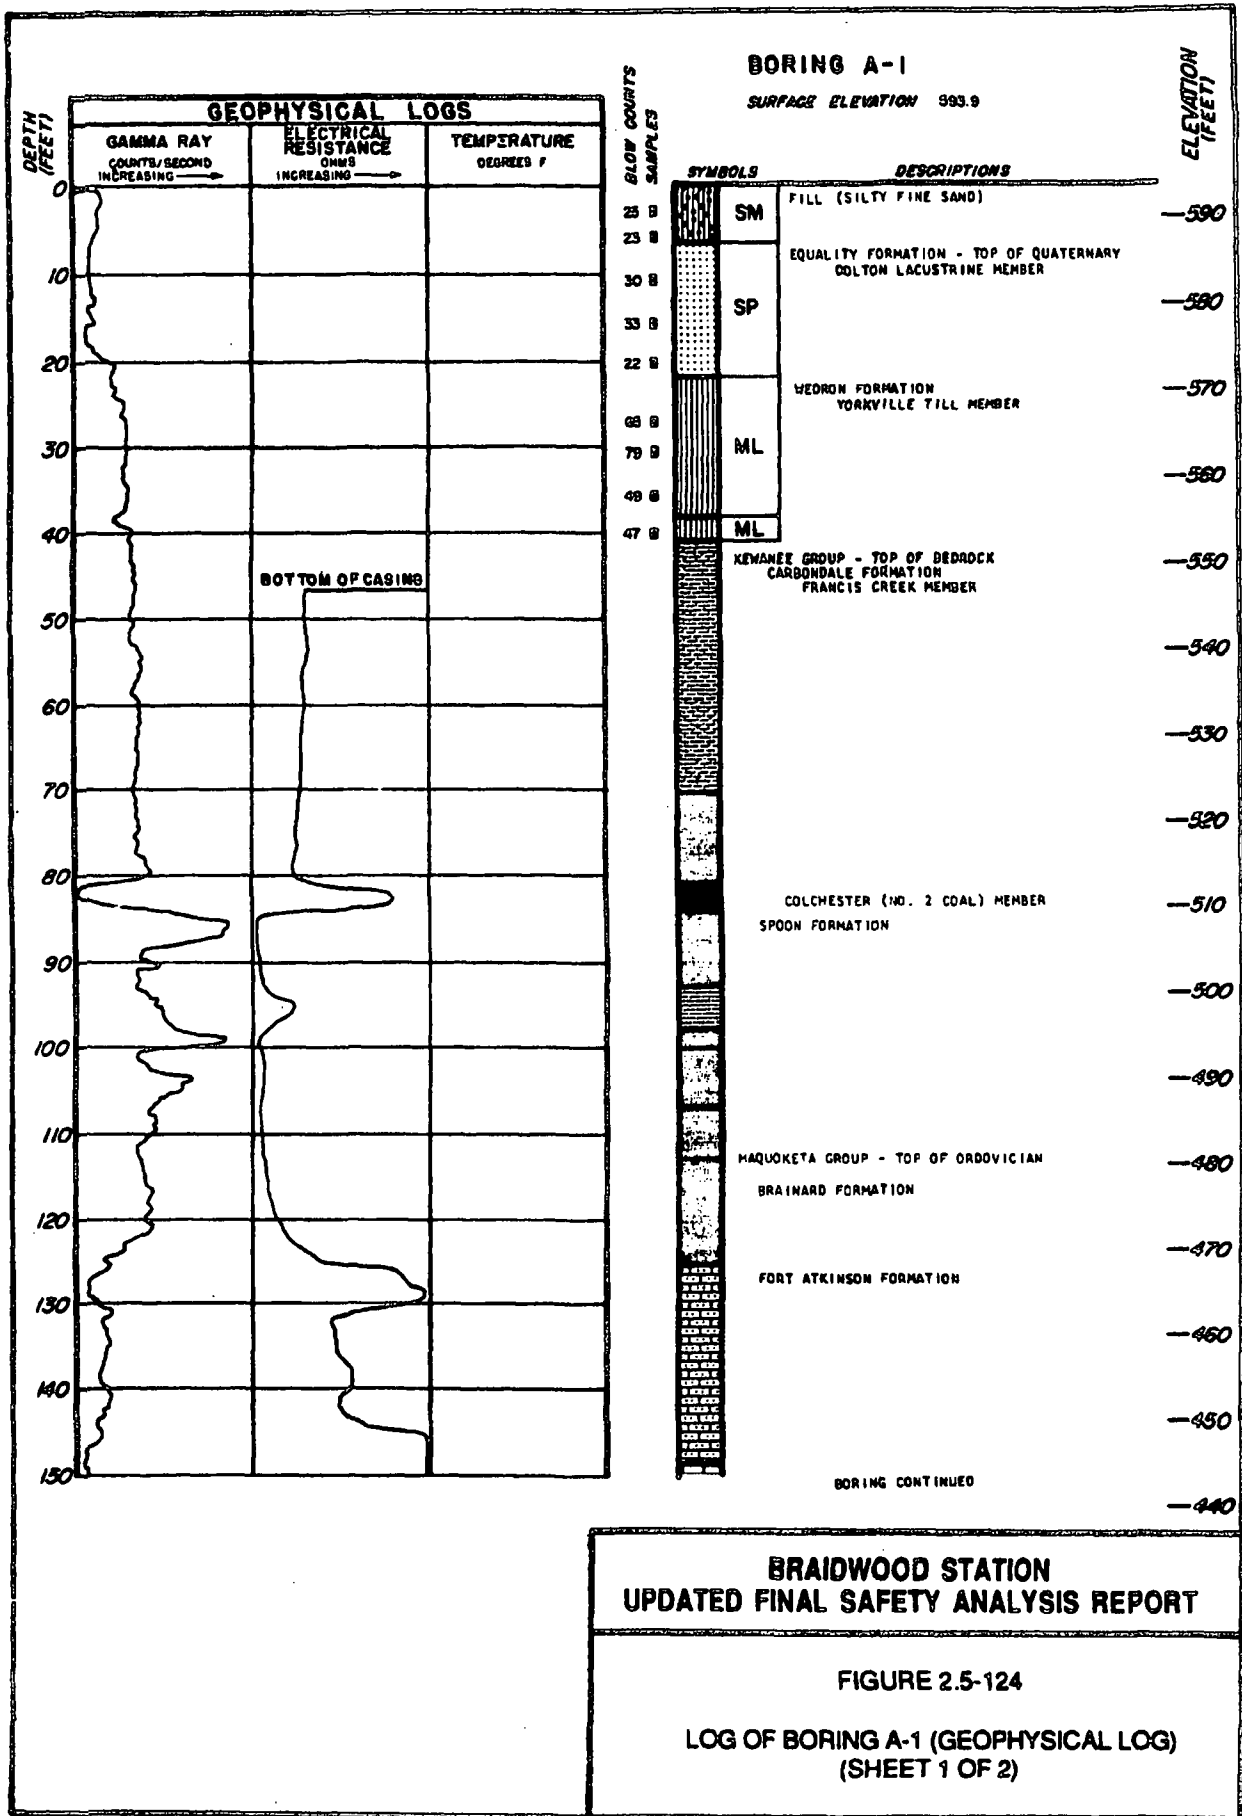 BORING A-1
SURFACE ELEVATION 593.9
ELEVATION
(FEET)
DEPTH
(FEET)
GEOPHYSICAL LOGS
GAMMA RAY
COUNTS/SECOND
INCREASING
ELECTRICAL
RESISTANCE
OHMS
INCREASING
TEMPERATURE
DEGREES F
BLOW COUNTS
SAMPLES
SYMBOLS
DESCRIPTIONS
0
10
20
30
40
50
60
70
80
90
100
110
120
130
140
150
BOTTOM OF CASING
25
23
30
33
22
68
79
49
47
SM
SP
ML
ML
FILL (SILTY FINE SAND)
EQUALITY FORMATION - TOP OF QUATERNARY
DOLTON LACUSTRINE MEMBER
WEDRON FORMATION
YORKVILLE TILL MEMBER
KEWANEE GROUP - TOP OF BEDROCK
CARBONDALE FORMATION
FRANCIS CREEK MEMBER
COLCHESTER (NO. 2 COAL) MEMBER
SPOON FORMATION
MAQUOKETA GROUP - TOP OF ORDOVICIAN
BRAINARD FORMATION
FORT ATKINSON FORMATION
BORING CONTINUED
590
580
570
560
550
540
530
520
510
500
490
480
470
460
450
440
BRAIDWOOD STATION
UPDATED FINAL SAFETY ANALYSIS REPORT
FIGURE 2.5-124
LOG OF BORING A-1 (GEOPHYSICAL LOG)
(SHEET 1 OF 2)